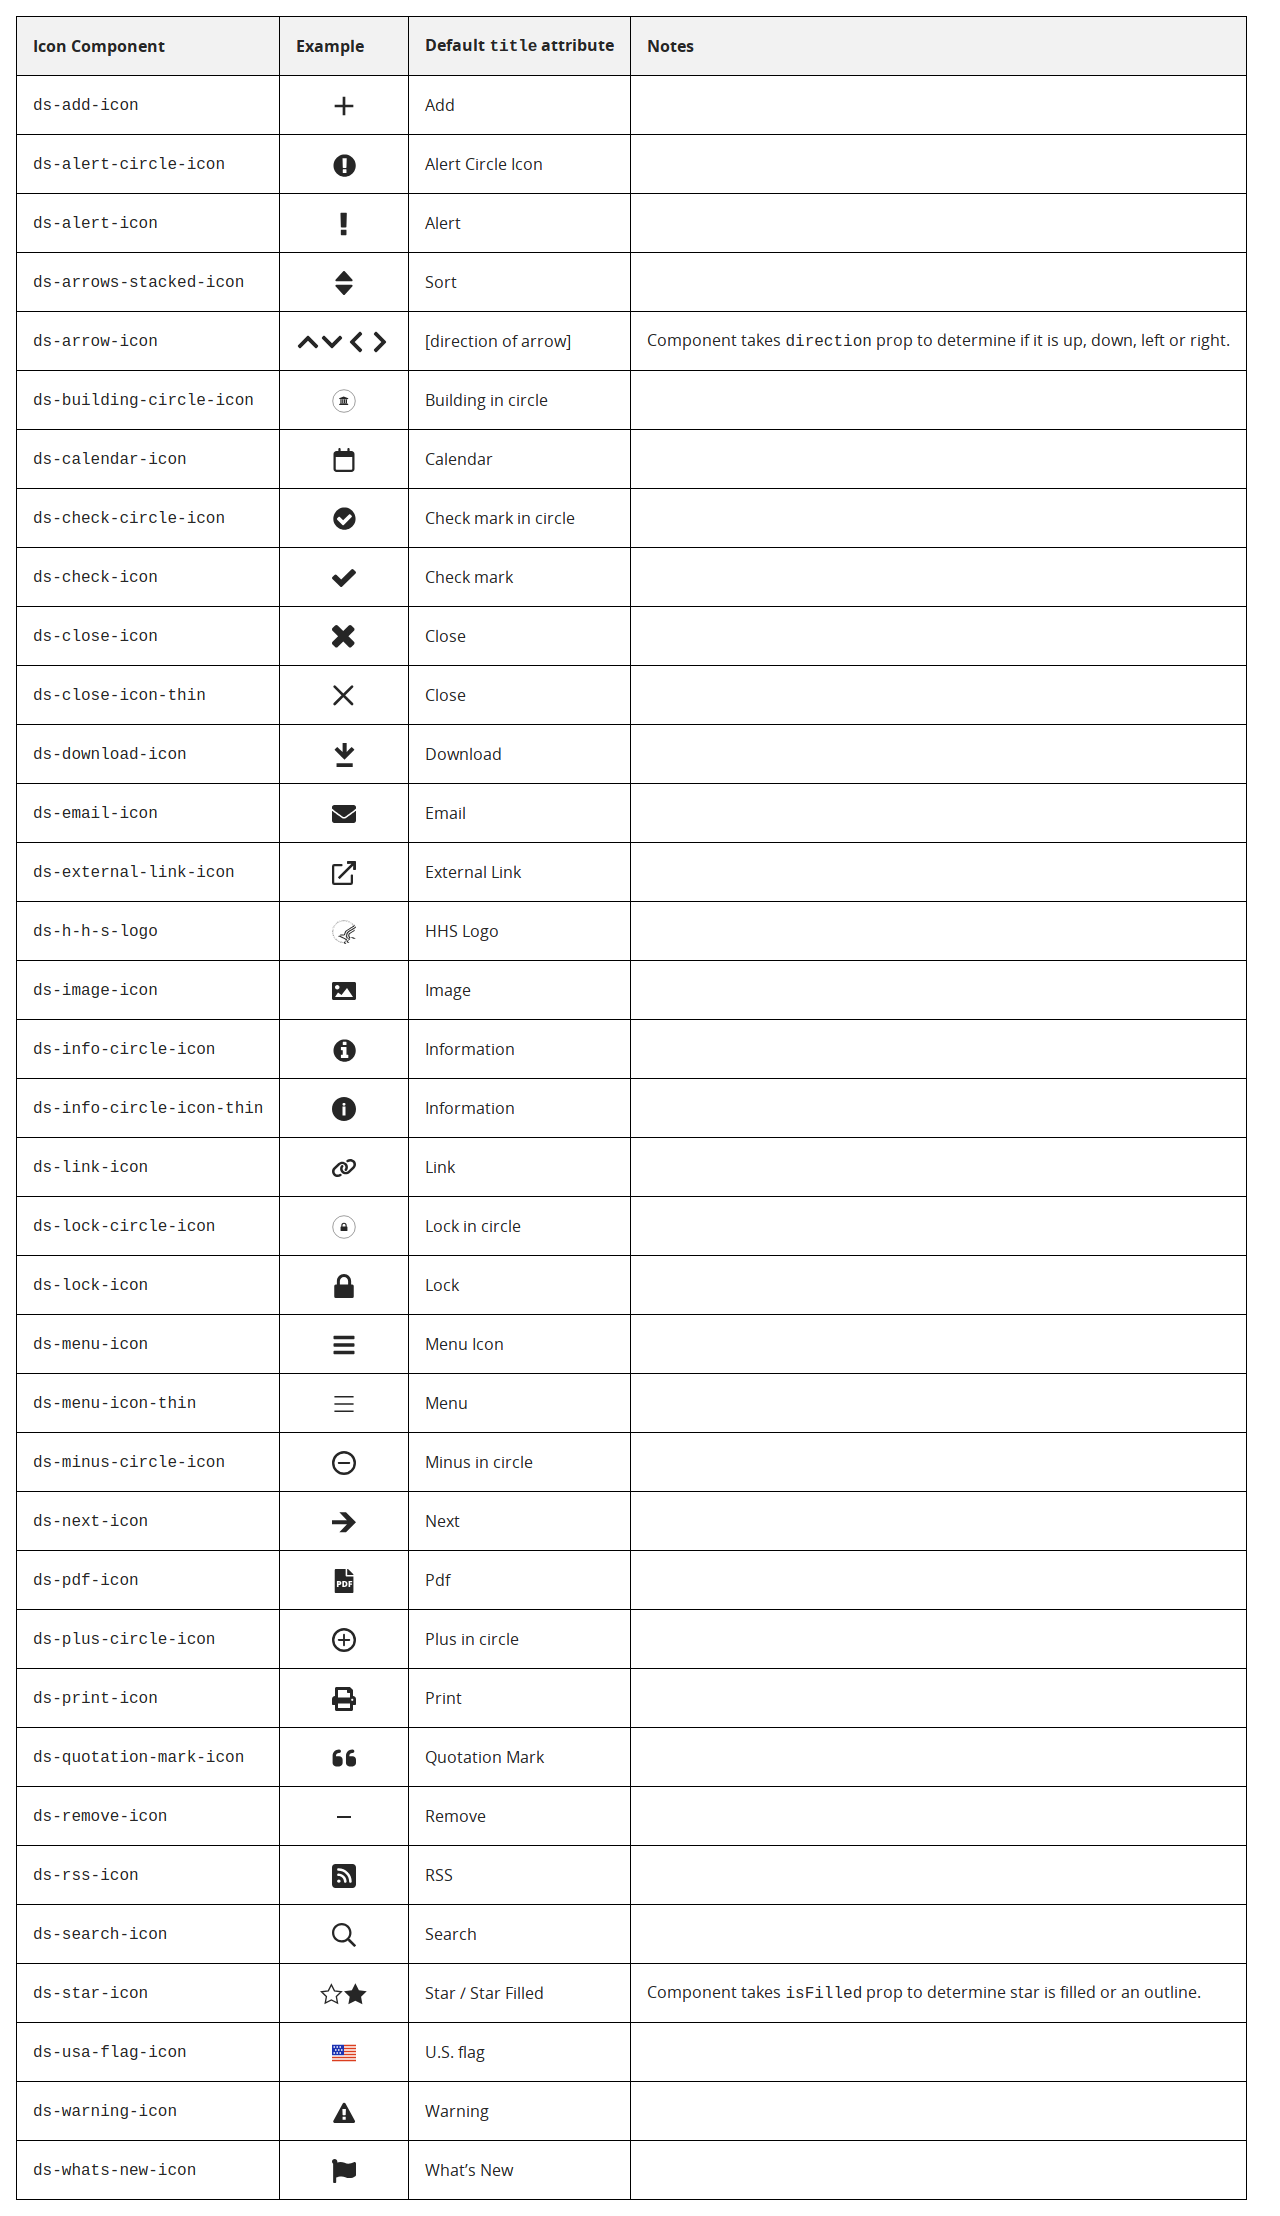 Icon Component Example Default title attribute Notes
ds-add-icon Add
ds-alert-circle-icon Alert Circle Icon
ds-alert-icon Alert
ds-arrows-stacked-icon Sort
ds-arrow-icon [direction of arrow] Component takes direction prop to determine if it is up, down, left or right.
ds-building-circle-icon Building in circle
ds-calendar-icon Calendar
ds-check-circle-icon Check mark in circle
ds-check-icon Check mark
ds-close-icon Close
ds-close-icon-thin Close
ds-download-icon Download
ds-email-icon Email
ds-external-link-icon External Link
ds-h-h-s-logo HHS Logo
ds-image-icon Image
ds-info-circle-icon Information
ds-info-circle-icon-thin Information
ds-link-icon Link
ds-lock-circle-icon Lock in circle
ds-lock-icon Lock
ds-menu-icon Menu Icon
ds-menu-icon-thin Menu
ds-minus-circle-icon Minus in circle
ds-next-icon Next
ds-pdf-icon PDF Pdf
ds-plus-circle-icon Plus in circle
ds-print-icon Print
ds-quotation-mark-icon Quotation Mark
ds-remove-icon Remove
ds-rss-icon RSS
ds-search-icon Search
ds-star-icon Star / Star Filled Component takes isFilled prop to determine star is filled or an outline.
ds-usa-flag-icon U.S. flag
ds-warning-icon Warning
ds-whats-new-icon What’s New